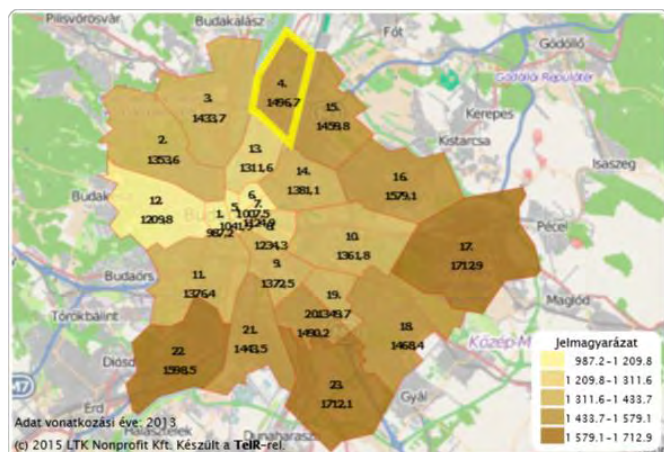 Pilisvörösvár
Budakalász
Fót
Gödöllő
Gödöllői Repülőtér
4.
1496,7
3.
1433,7
15.
1459,8
Kerepes
Kistarcsa
2.
1353,6
13.
1311,6
14.
1381,1
16.
1579,1
Isaszeg
12.
1209,8
6.
7.
5.
1.
1007,5
987,2
1234,3
10.
1361,8
17.
1712,9
Pécel
Budaörs
11.
1376,4
9.
1372,5
Törökbálint
19.
20.
1349,7
1490,2
18.
1468,4
Maglód
21.
1443,5
22.
1598,5
Diósd
23.
1712,1
Gyál
Érd
M7
Jelmagyarázat
987.2-1 209.8
1 209.8-1 311.6
1 311.6-1 433.7
1 433.7-1 579.1
1 579.1-1 712.9
Adat vonatkozási éve: 2013
(c) 2015 LTK Nonprofit Kft. Készült a TeIR-rel.